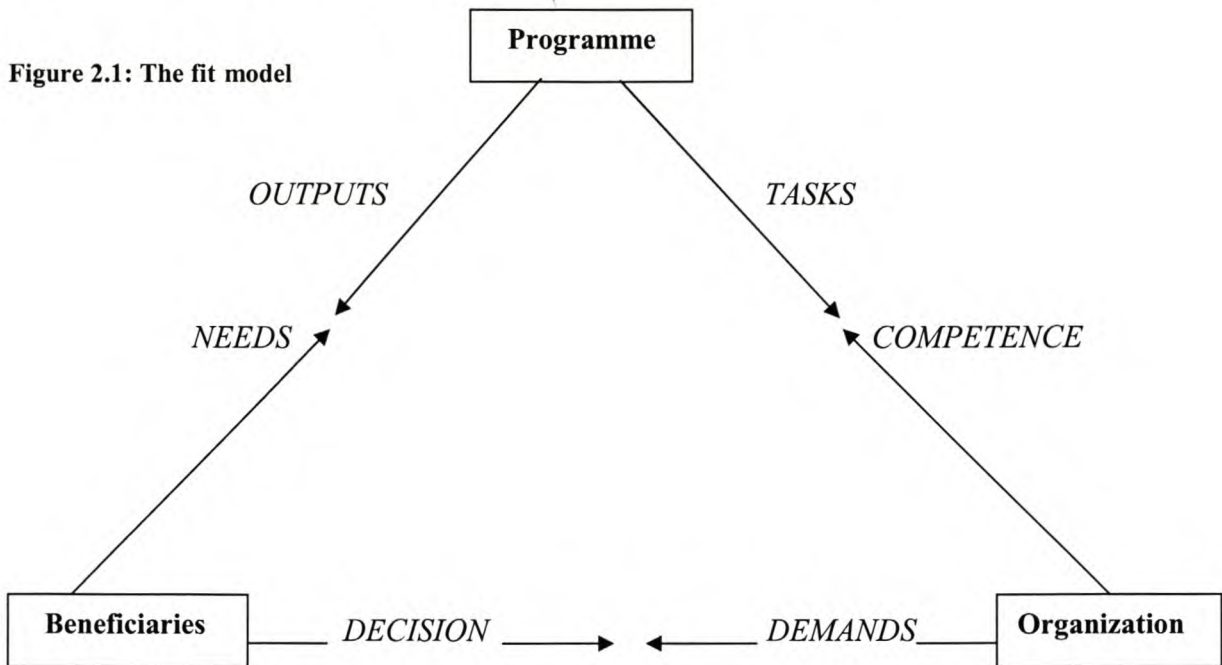 Programme
Figure 2.1: The fit model
OUTPUTS
TASKS
NEEDS
COMPETENCE
Beneficiaries
DECISION
DEMANDS
Organization